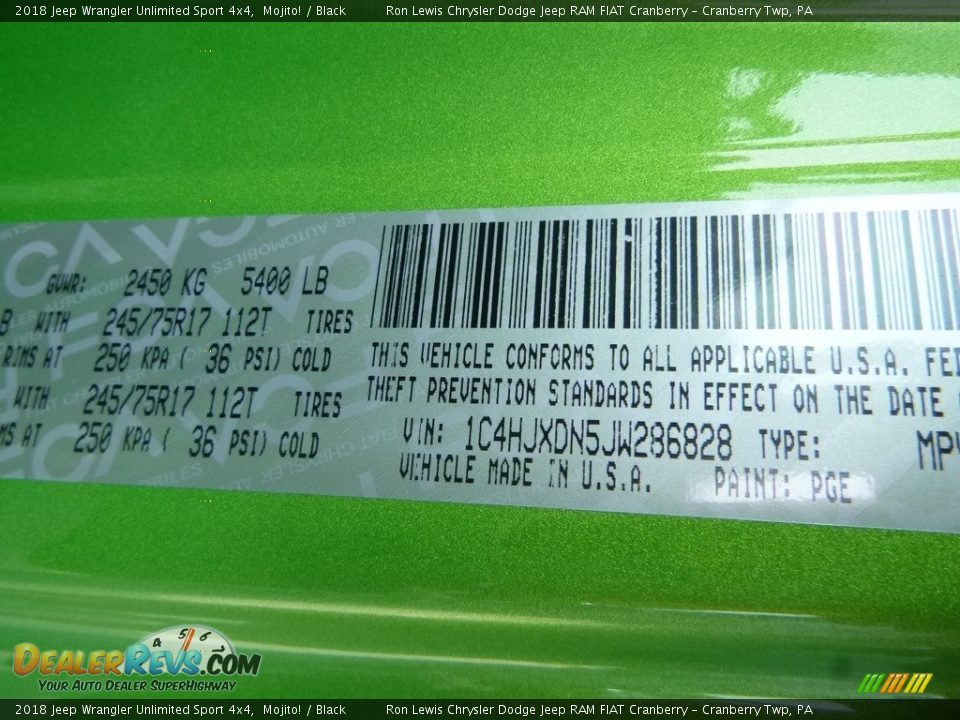 2018 Jeep Wrangler Unlimited Sport 4x4, Mojito! / Black Ron Lewis Chrysler Dodge Jeep RAM FIAT Cranberry – Cranberry Twp, PA
GVWR: 2450 KG 5400 LB
B WITH 245/75R17 112T TIRES
RIMS AT 250 KPA ( 36 PSI) COLD
WITH 245/75R17 112T TIRES
MS AT 250 KPA ( 36 PSI) COLD
THIS VEHICLE CONFORMS TO ALL APPLICABLE U.S.A. FED
THEFT PREVENTION STANDARDS IN EFFECT ON THE DATE
VIN: 1C4HJXDN5JW286828 TYPE: MPV
VEHICLE MADE IN U.S.A. PAINT: PGE
4 5 6 7
DealerRevs.com
Your Auto Dealer SuperHighway
2018 Jeep Wrangler Unlimited Sport 4x4, Mojito! / Black Ron Lewis Chrysler Dodge Jeep RAM FIAT Cranberry – Cranberry Twp, PA